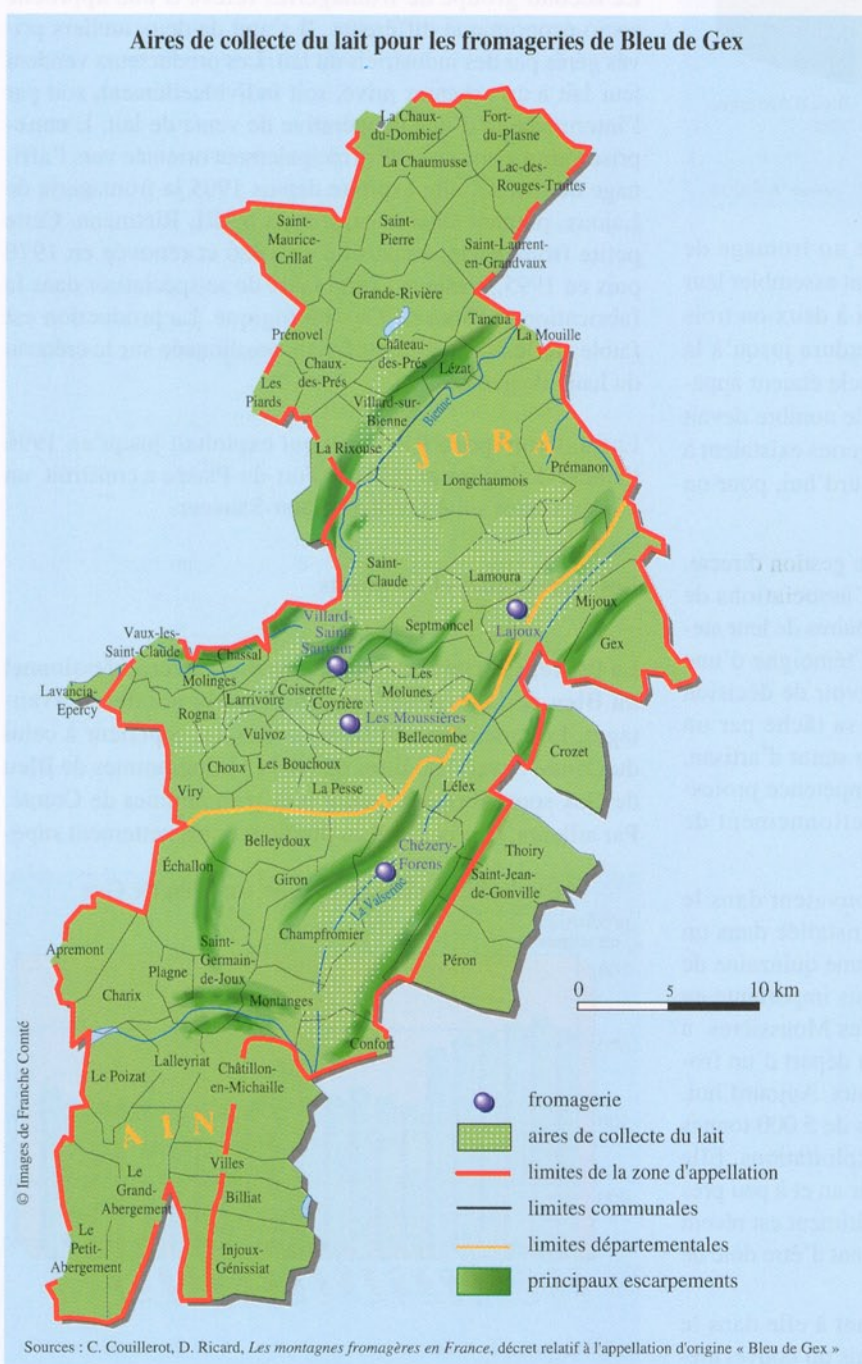 Aires de collecte du lait pour les fromageries de Bleu de Gex
La Chaux-
du-Dombief
Fort-
du-Plasne
La Chaumusse
Lac-des-
Rouges-Truites
Saint-
Maurice-
Crillat
Saint-
Pierre
Saint-Laurent-
en-Grandvaux
Grande-Rivière
Prénovel
Tancua
La Mouille
Château-
des-Prés
Chaux-
des-Prés
Lézat
Les
Piards
Villard-sur-
Bienne
Bienne
La Rixouse
JURA
Prémanon
Longchaumois
Saint-
Claude
Lamoura
Mijoux
Villard-
Saint-
Sauveur
Septmoncel
Lajoux
Gex
Vaux-les-
Saint-Claude
Chassal
Molinges
Lavancia-
Epercy
Larrivoire
Coiserette
Coyrière
Les
Molunes
Rogna
Les Moussières
Vulvoz
Bellecombe
Crozet
Choux
Les Bouchoux
Viry
La Pesse
Lélex
Belleydoux
Chézery-
Forens
Thoiry
Échallon
Giron
Saint-Jean-
de-Gonville
La Valserine
Champfromier
Apremont
Saint-
Germain-
de-Joux
Péron
Plagne
Charix
Montanges
0 5 10 km
Confort
Lalleyriat
Le Poizat
Châtillon-
en-Michaille
AIN
Villes
Le
Grand-
Abergement
Billiat
Le
Petit-
Abergement
Injoux-
Génissiat
fromagerie
aires de collecte du lait
limites de la zone d'appellation
limites communales
limites départementales
principaux escarpements
© Images de Franche Comté
Sources : C. Couillerot, D. Ricard, Les montagnes fromagères en France, décret relatif à l'appellation d'origine « Bleu de Gex »